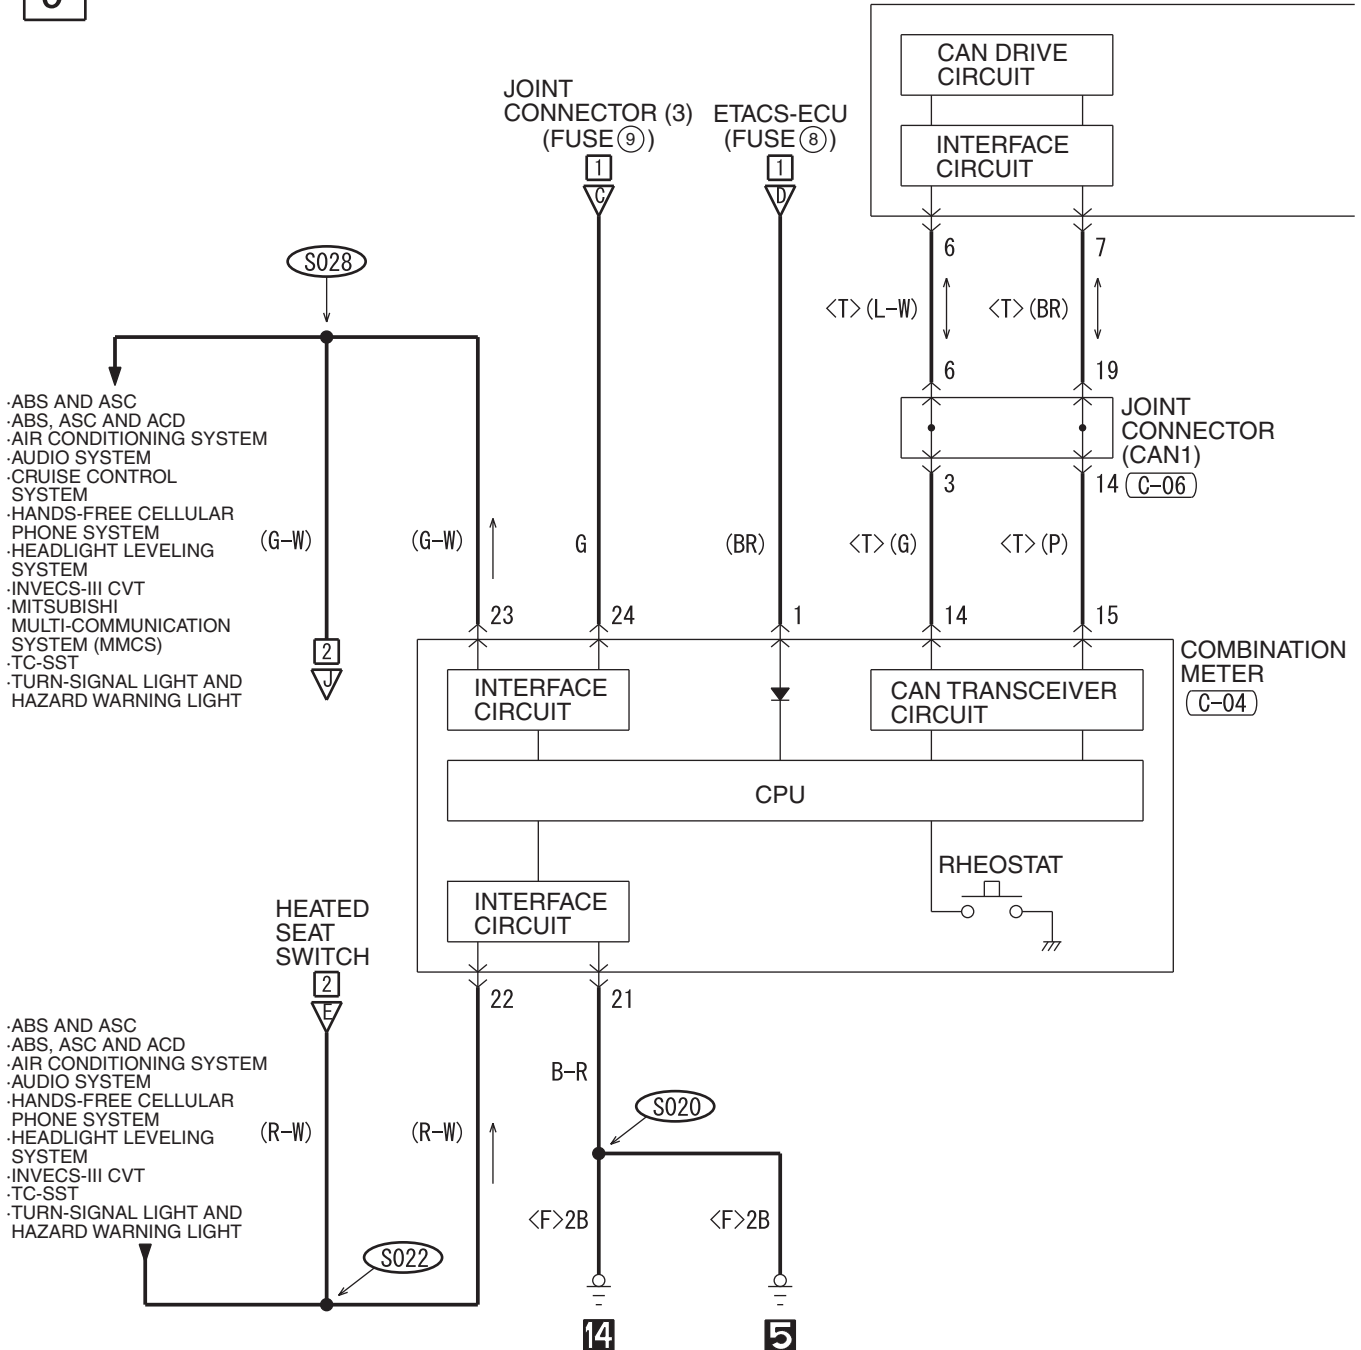 CAN DRIVE
CIRCUIT
INTERFACE
CIRCUIT
JOINT
CONNECTOR (3)
(FUSE⑨)
1
C
ETACS-ECU
(FUSE⑧)
1
D
6
7
S028
<T>(L-W)
<T>(BR)
6
19
JOINT
CONNECTOR
(CAN1)
C-06
3
14
·ABS AND ASC
·ABS, ASC AND ACD
·AIR CONDITIONING SYSTEM
·AUDIO SYSTEM
·CRUISE CONTROL
SYSTEM
·HANDS-FREE CELLULAR
PHONE SYSTEM
·HEADLIGHT LEVELING
SYSTEM
·INVECS-III CVT
·MITSUBISHI
MULTI-COMMUNICATION
SYSTEM (MMCS)
·TC-SST
·TURN-SIGNAL LIGHT AND
HAZARD WARNING LIGHT
(G-W)
(G-W)
G
(BR)
<T>(G)
<T>(P)
2
J
23
24
1
14
15
COMBINATION
METER
C-04
INTERFACE
CIRCUIT
CAN TRANSCEIVER
CIRCUIT
CPU
RHEOSTAT
INTERFACE
CIRCUIT
HEATED
SEAT
SWITCH
2
E
22
21
·ABS AND ASC
·ABS, ASC AND ACD
·AIR CONDITIONING SYSTEM
·AUDIO SYSTEM
·HANDS-FREE CELLULAR
PHONE SYSTEM
·HEADLIGHT LEVELING
SYSTEM
·INVECS-III CVT
·TC-SST
·TURN-SIGNAL LIGHT AND
HAZARD WARNING LIGHT
(R-W)
(R-W)
B-R
S020
<F>2B
<F>2B
S022
14
5